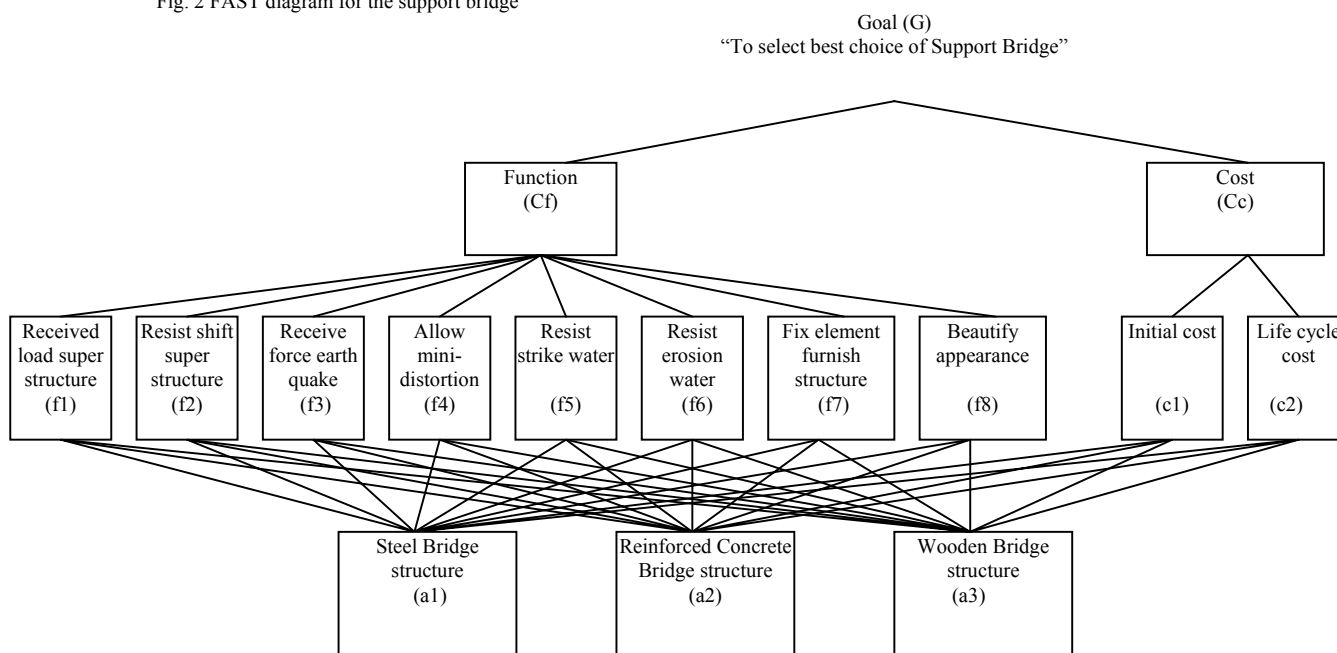 Fig. 2 FAST diagram for the support bridge
Goal (G)
“To select best choice of Support Bridge”
Function
(Cf)
Cost
(Cc)
Received
load super
structure
(f1)
Resist shift
super
structure
(f2)
Receive
force earth
quake
(f3)
Allow
mini-
distortion
(f4)
Resist
strike water
(f5)
Resist
erosion
water
(f6)
Fix element
furnish
structure
(f7)
Beautify
appearance
(f8)
Initial cost
(c1)
Life cycle
cost
(c2)
Steel Bridge
structure
(a1)
Reinforced Concrete
Bridge structure
(a2)
Wooden Bridge
structure
(a3)